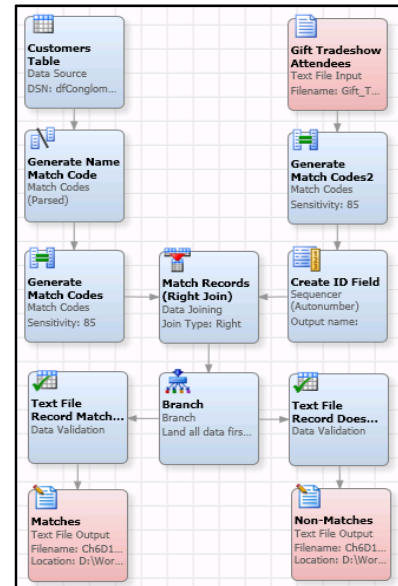 Customers
Table
Data Source
DSN: dfConglom...
Gift Tradeshow
Attendees
Text File Input
Filename: Gift_T...
Generate Name
Match Code
Match Codes
(Parsed)
Generate
Match Codes2
Match Codes
Sensitivity: 85
Generate
Match Codes
Match Codes
Sensitivity: 85
Match Records
(Right Join)
Data Joining
Join Type: Right
Create ID Field
Sequencer
(Autonumber)
Output name:
Text File
Record Match...
Data Validation
Branch
Branch
Land all data firs...
Text File
Record Does...
Data Validation
Matches
Text File Output
Filename: Ch6D1...
Location: D:\Wor...
Non-Matches
Text File Output
Filename: Ch6D1...
Location: D:\Wor...